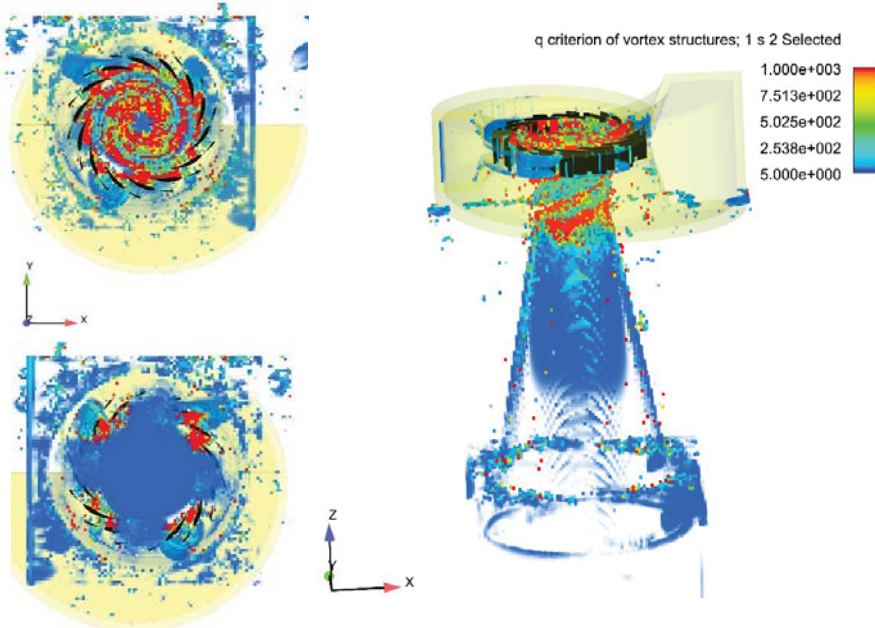 q criterion of vortex structures; 1 s 2 Selected
1.000e+003
7.513e+002
5.025e+002
2.538e+002
5.000e+000
Y
Z
X
Z
Y
X